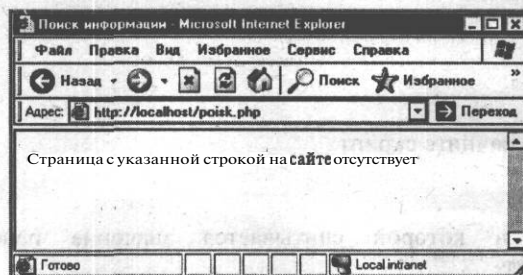 Поиск информации - Microsoft Internet Explorer
Файл Правка Вид Избранное Сервис Справка
Назад Поиск Избранное »
Адрес: http://localhost/poisk.php Переход
Страница с указанной строкой на сайте отсутствует
Готово Local intranet